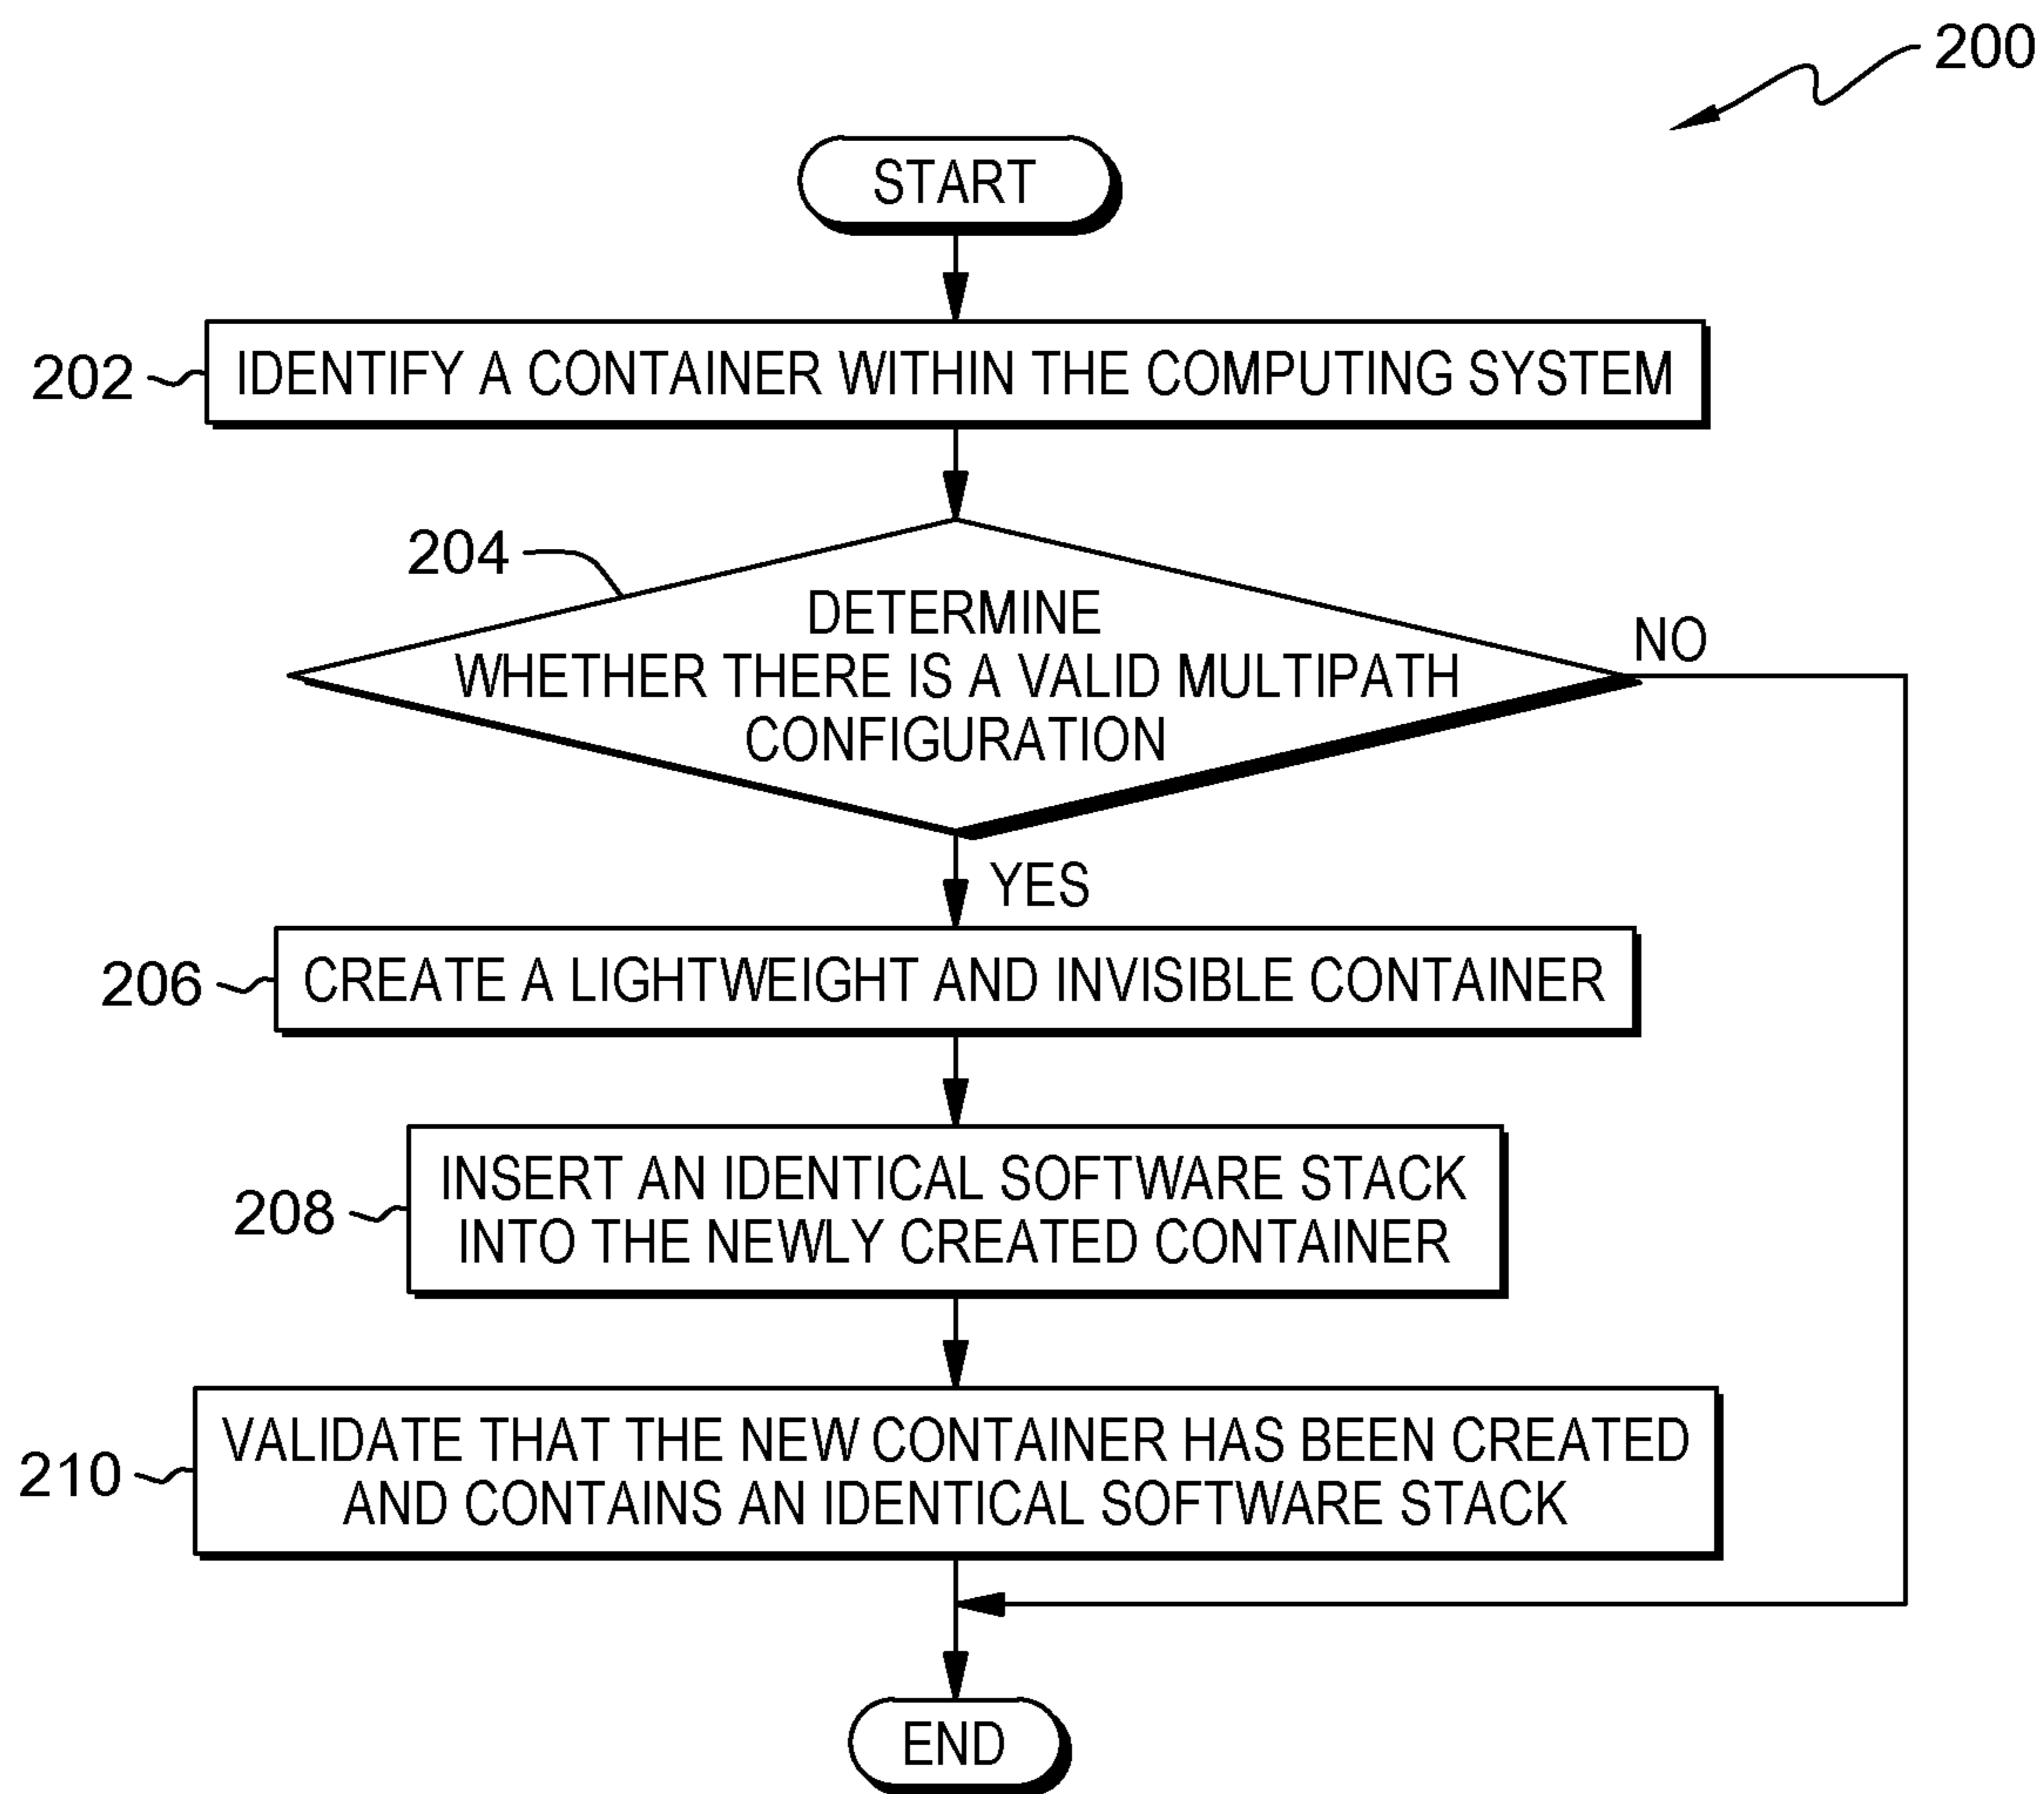 200
START
202
IDENTIFY A CONTAINER WITHIN THE COMPUTING SYSTEM
204
DETERMINE
WHETHER THERE IS A VALID MULTIPATH
CONFIGURATION
NO
YES
206
CREATE A LIGHTWEIGHT AND INVISIBLE CONTAINER
208
INSERT AN IDENTICAL SOFTWARE STACK
INTO THE NEWLY CREATED CONTAINER
210
VALIDATE THAT THE NEW CONTAINER HAS BEEN CREATED
AND CONTAINS AN IDENTICAL SOFTWARE STACK
END